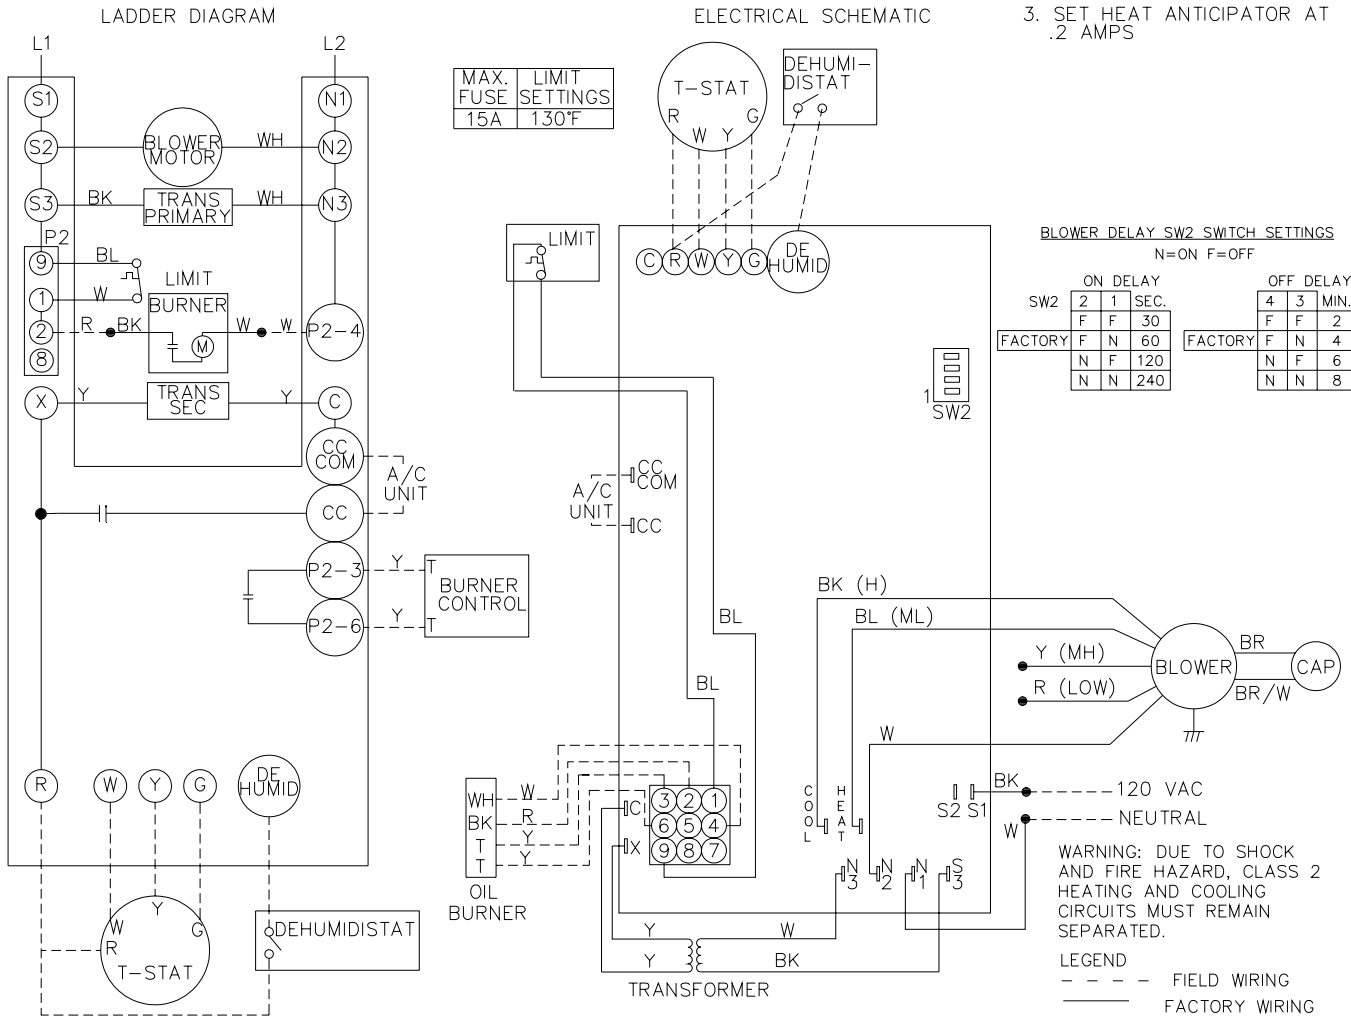 LADDER DIAGRAM
L1
L2
S1
N1
S2
BLOWER
MOTOR
WH
N2
S3
BK
TRANS
PRIMARY
WH
N3
P2
9
BL
LIMIT
1
W
BURNER
2
R
BK
M
W
W
P2-4
8
X
Y
TRANS
SEC
Y
C
CC
COM
A/C
UNIT
CC
P2-3
Y
T
BURNER
CONTROL
P2-6
Y
T
R
W
Y
G
DE
HUMID
W
Y
G
R
T-STAT
DEHUMIDISTAT
ELECTRICAL SCHEMATIC
MAX.
FUSE
LIMIT
SETTINGS
15A
130°F
T-STAT
R
W
Y
G
DEHUMI-
DISTAT
LIMIT
C
R
W
Y
G
DE
HUMID
1
SW2
CC
COM
A/C
UNIT
CC
BL
BL
BK (H)
BL (ML)
Y (MH)
R (LOW)
W
BLOWER
BR
BR/W
CAP
WH
BK
T
T
W
R
Y
Y
OIL
BURNER
C
X
3
2
1
6
5
4
9
8
7
COOL
HEAT
S2
S1
BK
120 VAC
W
NEUTRAL
N3
N2
N1
S3
Y
Y
W
BK
TRANSFORMER
3. SET HEAT ANTICIPATOR AT
.2 AMPS
BLOWER DELAY SW2 SWITCH SETTINGS
N=ON F=OFF
ON DELAY
SW2 2 1 SEC.
F F 30
FACTORY F N 60
N F 120
N N 240
OFF DELAY
4 3 MIN.
F F 2
FACTORY F N 4
N F 6
N N 8
WARNING: DUE TO SHOCK
AND FIRE HAZARD, CLASS 2
HEATING AND COOLING
CIRCUITS MUST REMAIN
SEPARATED.
LEGEND
FIELD WIRING
FACTORY WIRING